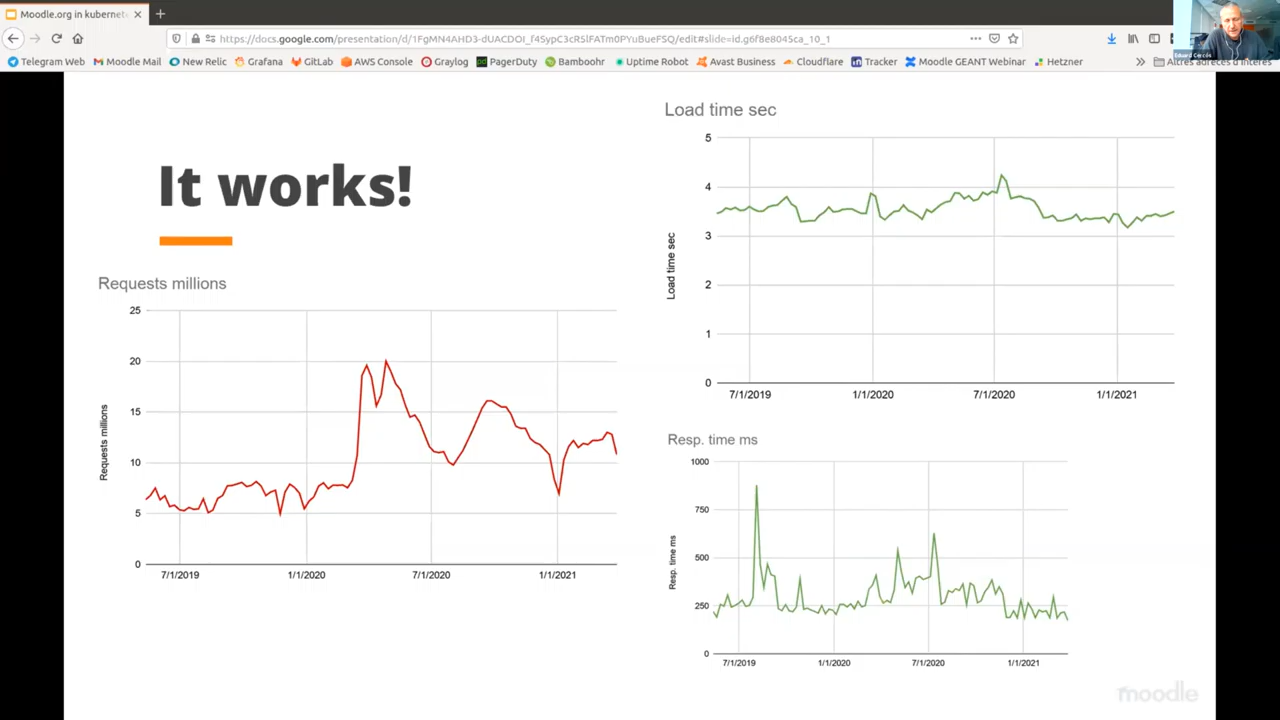 Moodle.org in kubernete
https://docs.google.com/presentation/d/1FgMN4AHD3-dUACDOI_f4SypC3cRSlFATm0PYuBueFSQ/edit#slide=id.g6f8e8045ca_10_1
Telegram Web Moodle Mail New Relic Grafana GitLab AWS Console Graylog PagerDuty Bamboohr Uptime Robot Avast Business Cloudflare Tracker Moodle GEANT Webinar Hetzner Altres adreces d'interès
It works!
Requests millions
Requests millions
25
20
15
10
5
0
7/1/2019 1/1/2020 7/1/2020 1/1/2021
Load time sec
Load time sec
5
4
3
2
1
0
7/1/2019 1/1/2020 7/1/2020 1/1/2021
Resp. time ms
Resp. time ms
1000
750
500
250
0
7/1/2019 1/1/2020 7/1/2020 1/1/2021
moodle